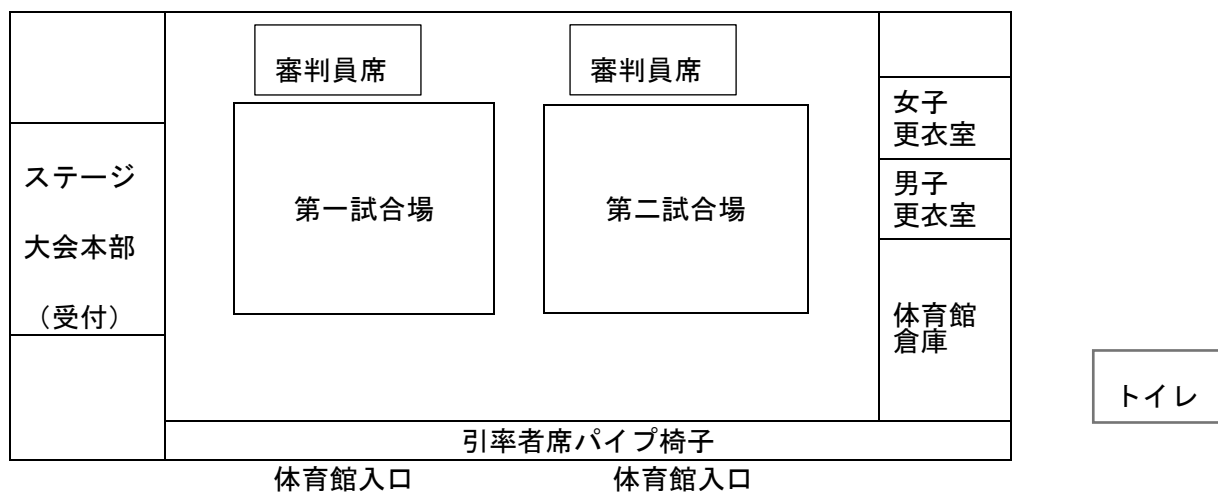 審判員席
審判員席
女子
更衣室
ステージ
大会本部
（受付）
第一試合場
第二試合場
男子
更衣室
体育館
倉庫
トイレ
引率者席パイプ椅子
体育館入口
体育館入口